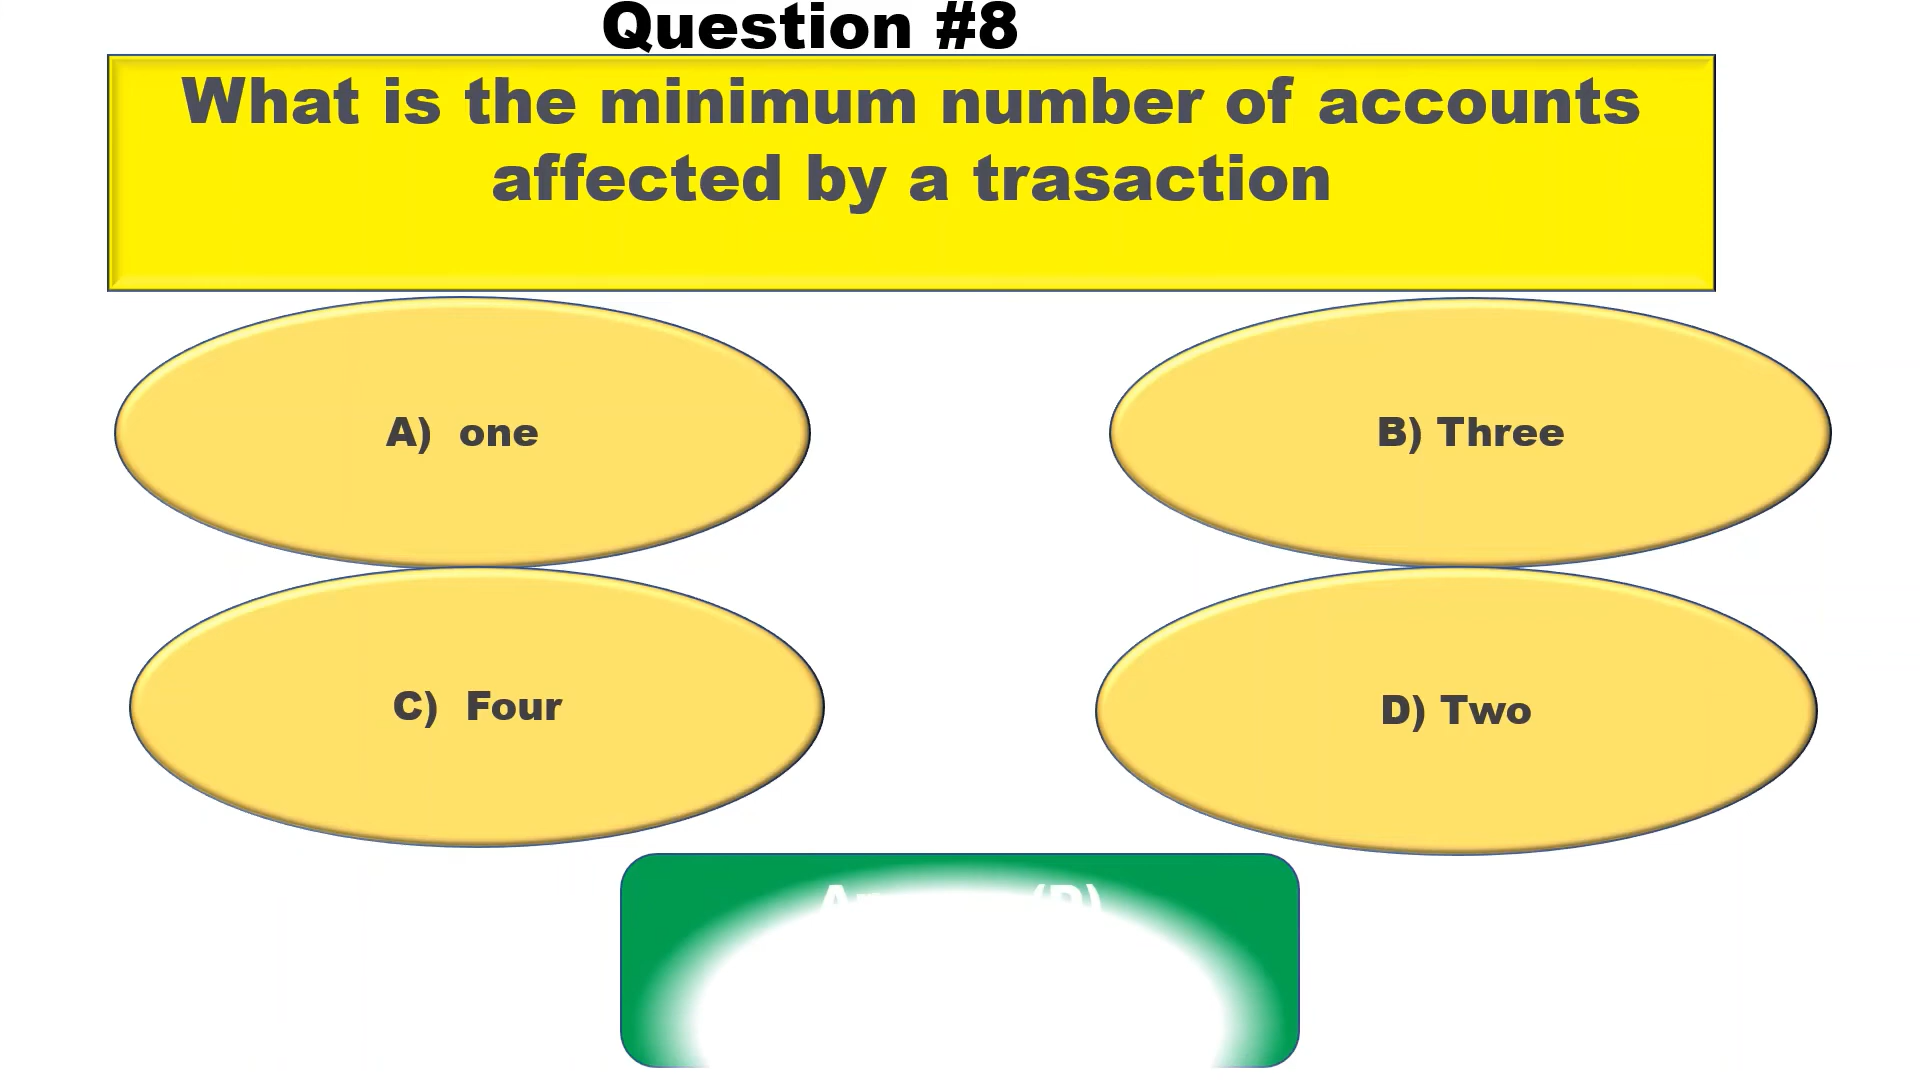 Question #8
What is the minimum number of accounts
affected by a trasaction
A) one
B) Three
C) Four
D) Two
(D)